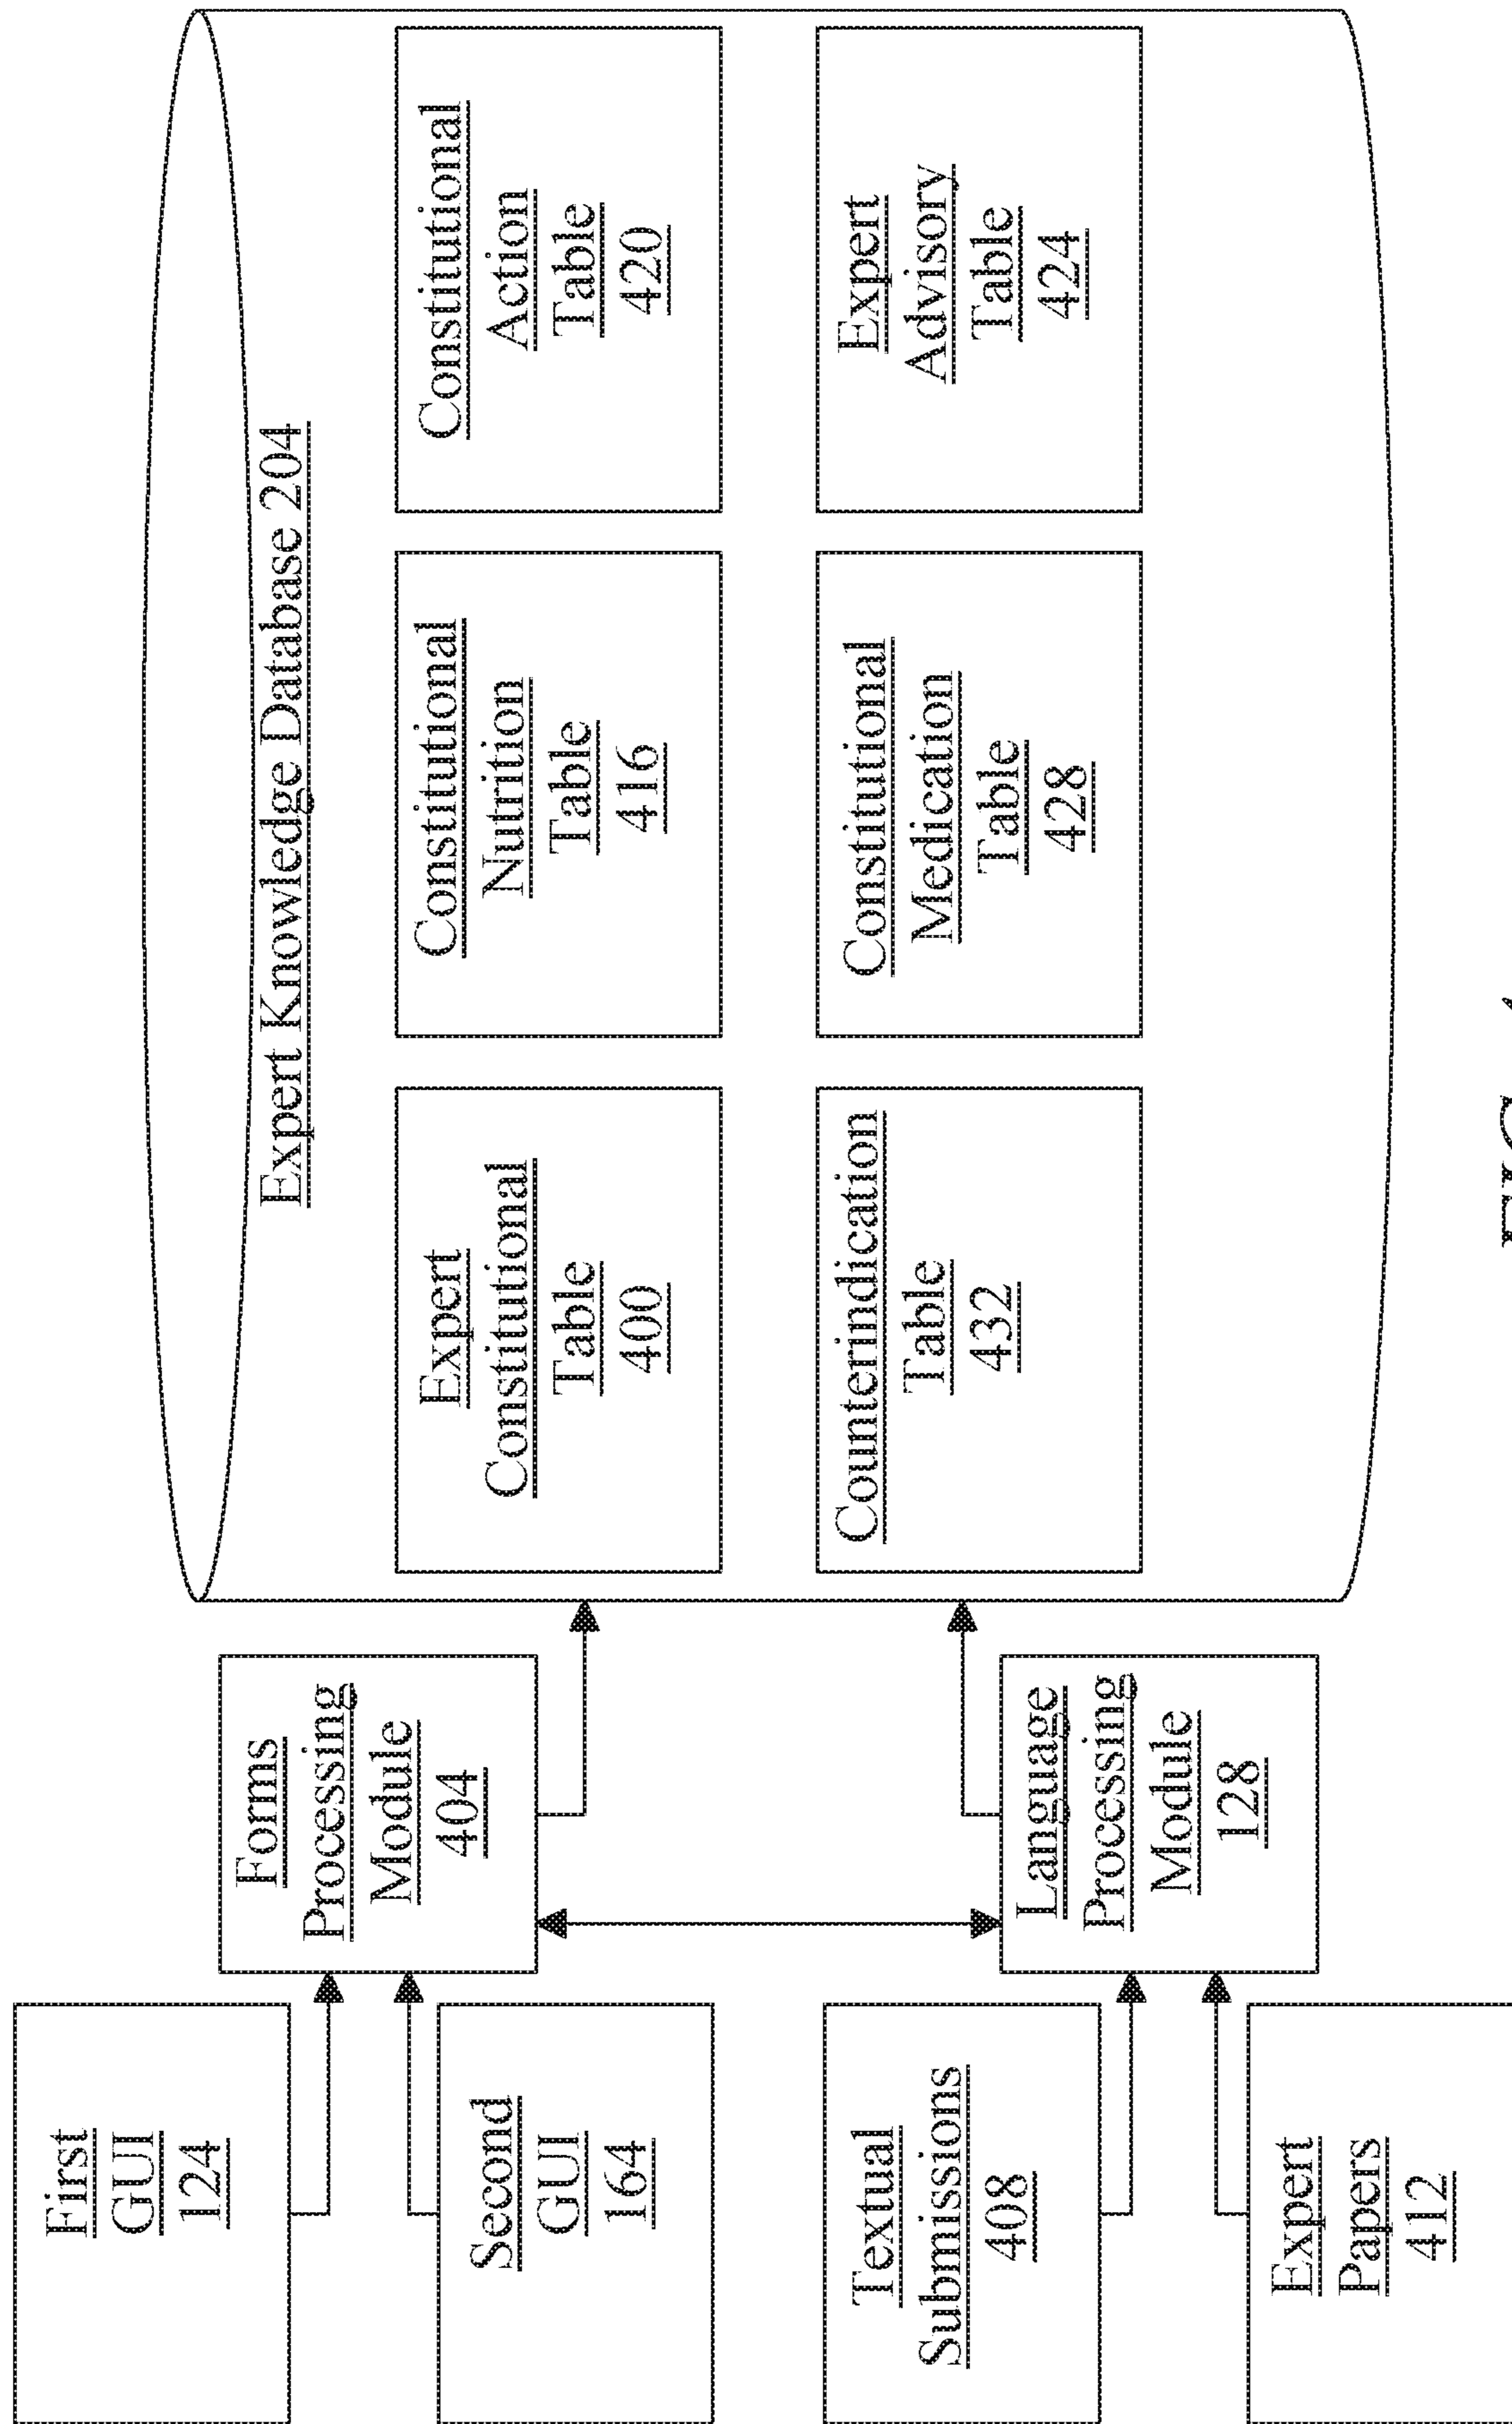 Expert Knowledge Database 204
First
GUI
124
Second
GUI
164
Textual
Submissions
408
Expert
Papers
412
Forms
Processing
Module
404
Language
Processing
Module
128
Expert
Constitutional
Table
400
Constitutional
Nutrition
Table
416
Constitutional
Action
Table
420
Counterindication
Table
432
Constitutional
Medication
Table
428
Expert
Advisory
Table
424